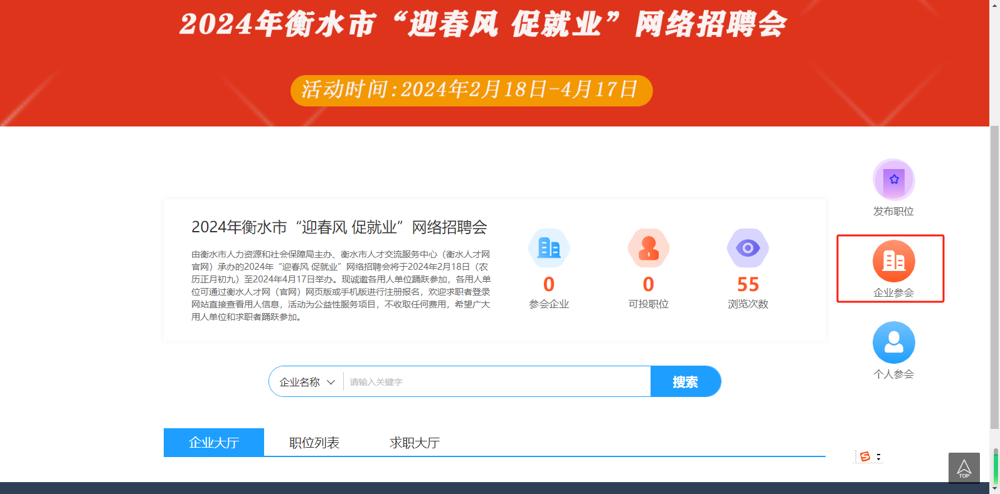 2024年衡水市“迎春风 促就业”网络招聘会
活动时间:2024年2月18日-4月17日
发布职位
2024年衡水市“迎春风 促就业”网络招聘会
由衡水市人力资源和社会保障局主办、衡水市人才交流服务中心（衡水人才网
官网）承办的2024年“迎春风 促就业”网络招聘会将于2024年2月18日（农
历正月初九）至2024年4月17日举办。现诚邀各用人单位踊跃参加，各用人单
位可通过衡水人才网（官网）网页版或手机版进行注册报名，欢迎求职者登录
网站直接查看用人信息，活动为公益性服务项目，不收取任何费用，希望广大
用人单位和求职者踊跃参加。
0
参会企业
0
可投职位
55
浏览次数
企业参会
个人参会
企业名称
请输入关键字
搜索
企业大厅
职位列表
求职大厅
TOP